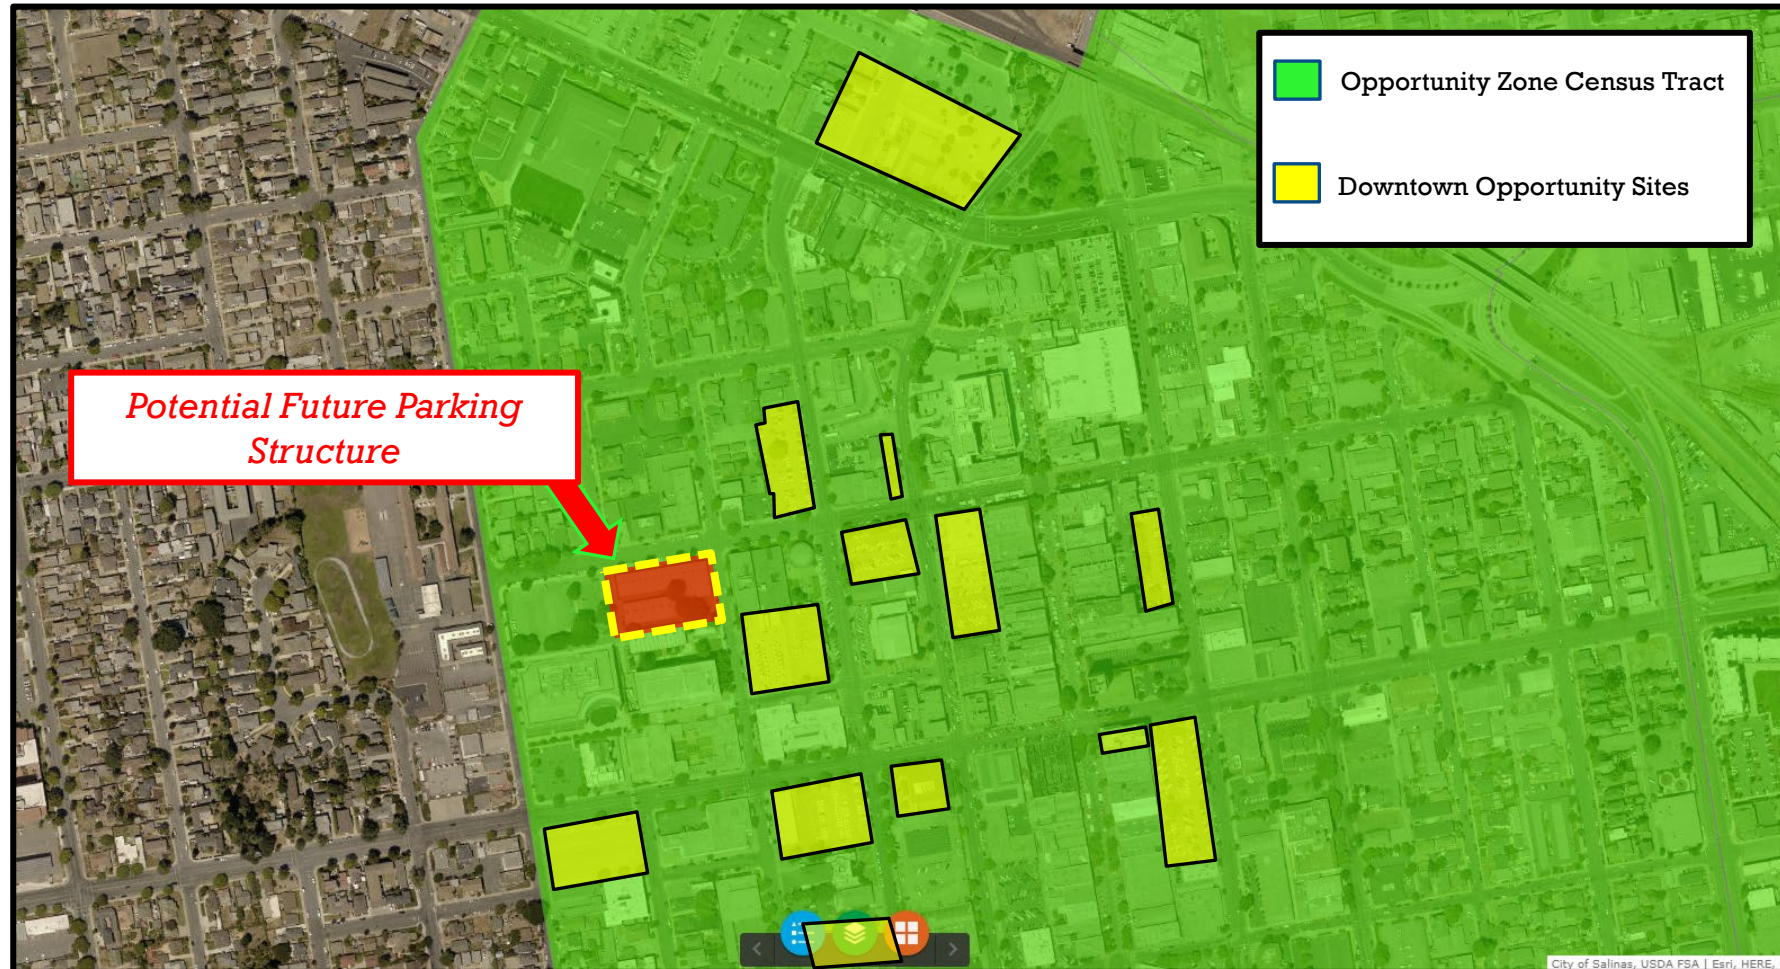 Opportunity Zone Census Tract
Downtown Opportunity Sites
Potential Future Parking
Structure
City of Salinas, USDA FSA | Esri, HERE,